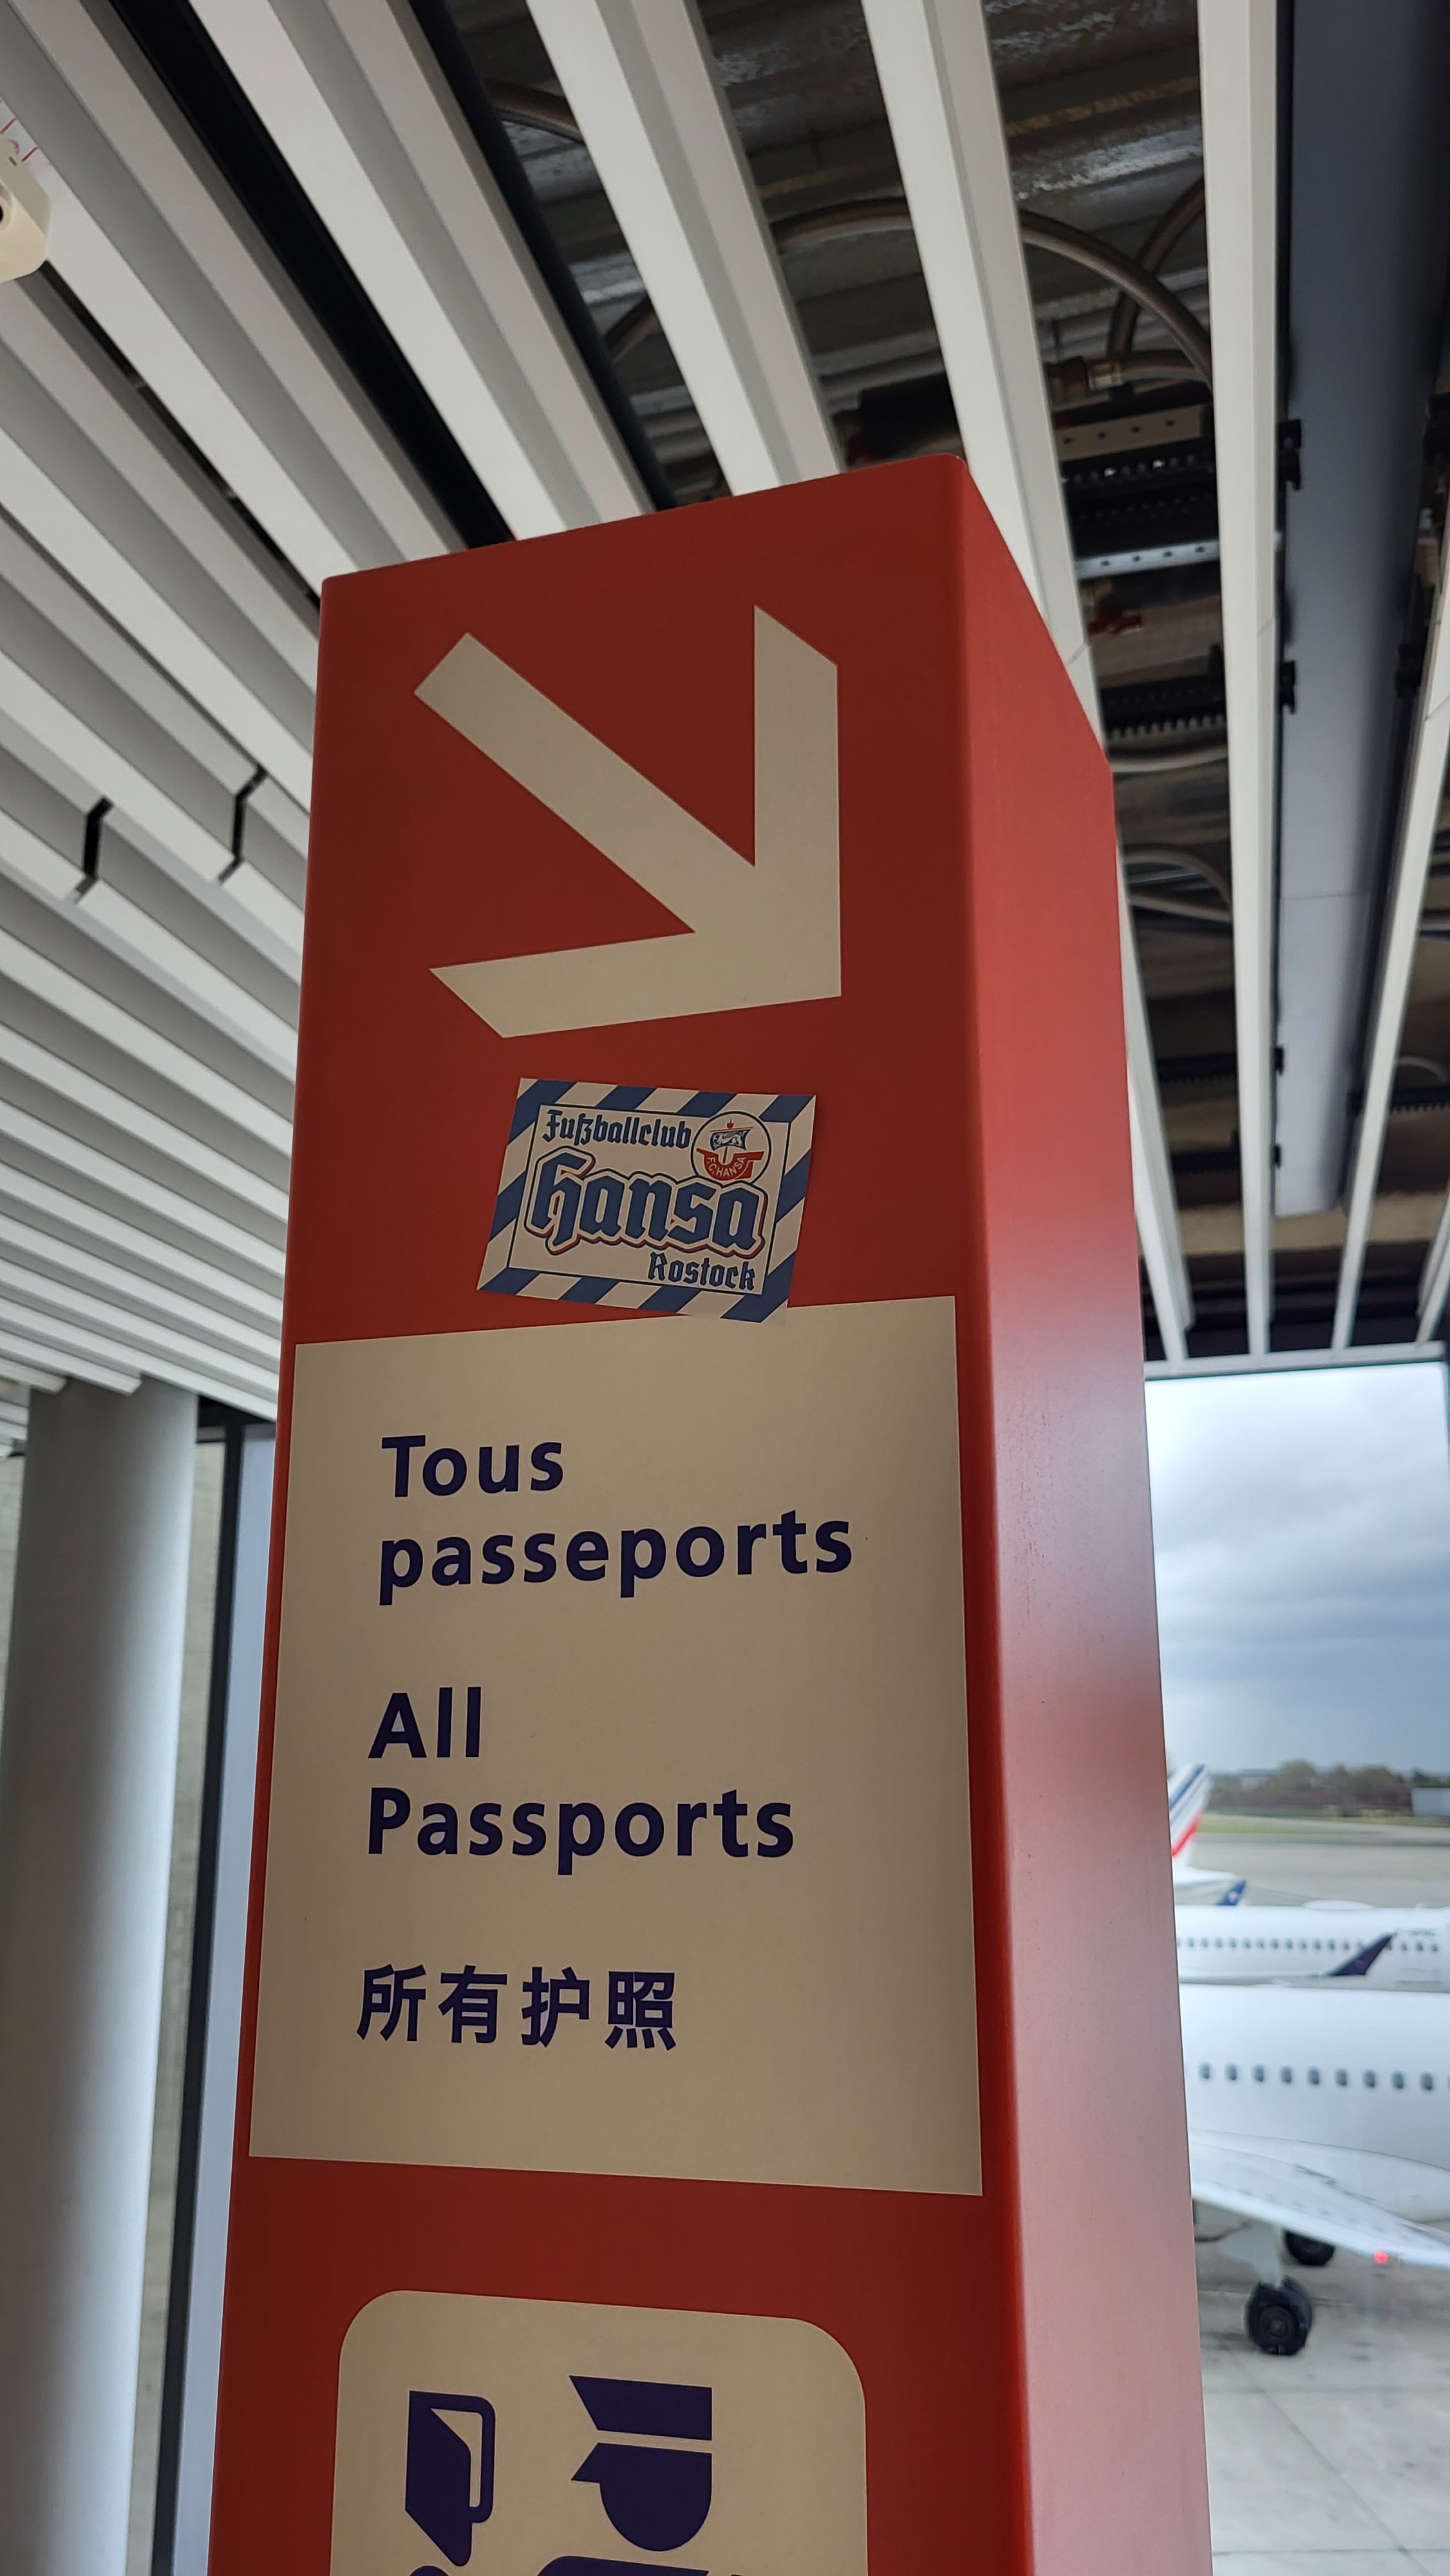 Fußballclub
F.C. HANSA
Hansa
Rostock
Tous
passeports
All
Passports
所有护照